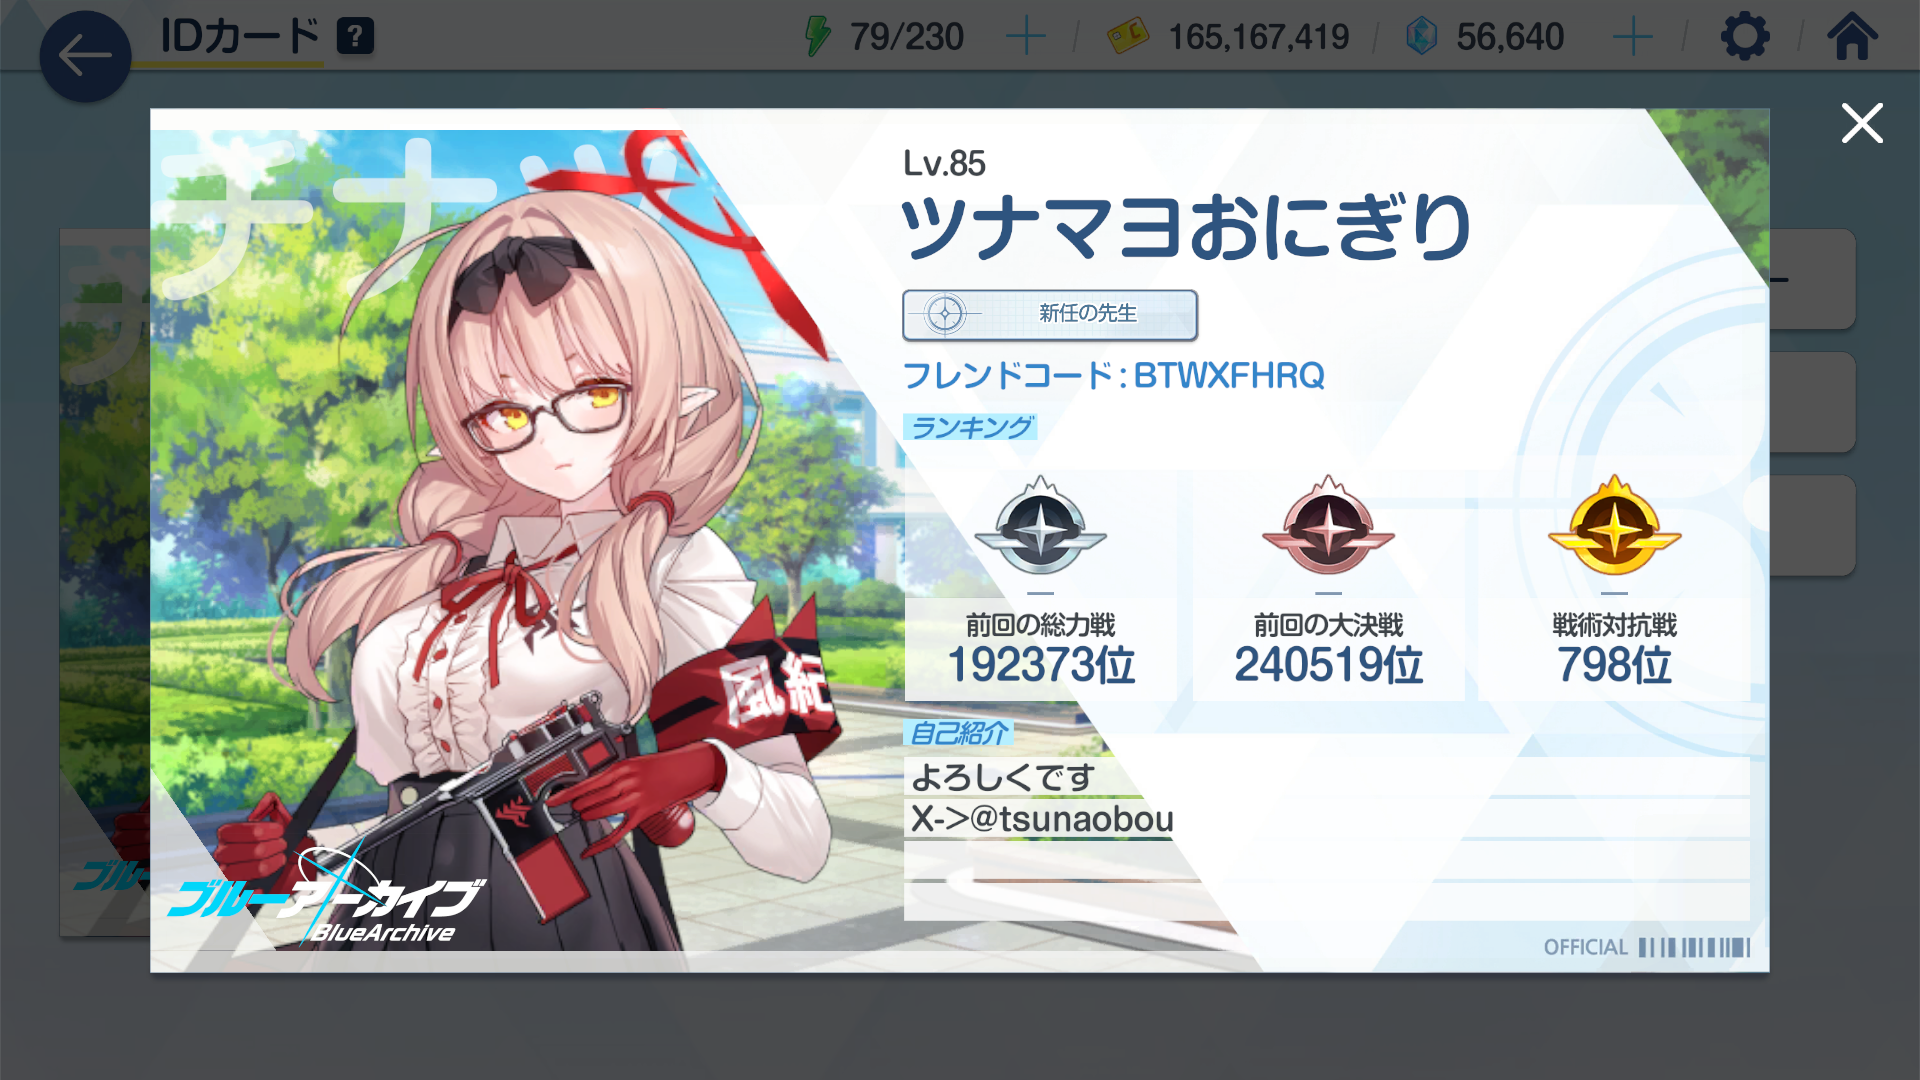 IDカード ?
79/230
165,167,419
56,640
チナツ
Lv.85
ツナマヨおにぎり
新任の先生
フレンドコード : BTWXFHRQ
ランキング
前回の総力戦
192373位
前回の大決戦
240519位
戦術対抗戦
798位
自己紹介
よろしくです
X->@tsunaobou
風紀
ブルーアーカイブ
BlueArchive
OFFICIAL